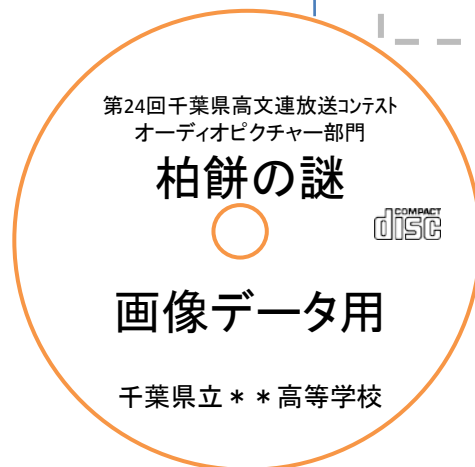 第24回千葉県高文連放送コンテスト
オーディオピクチャー部門
柏餅の謎
COMPACT
disc
画像データ用
千葉県立＊＊高等学校